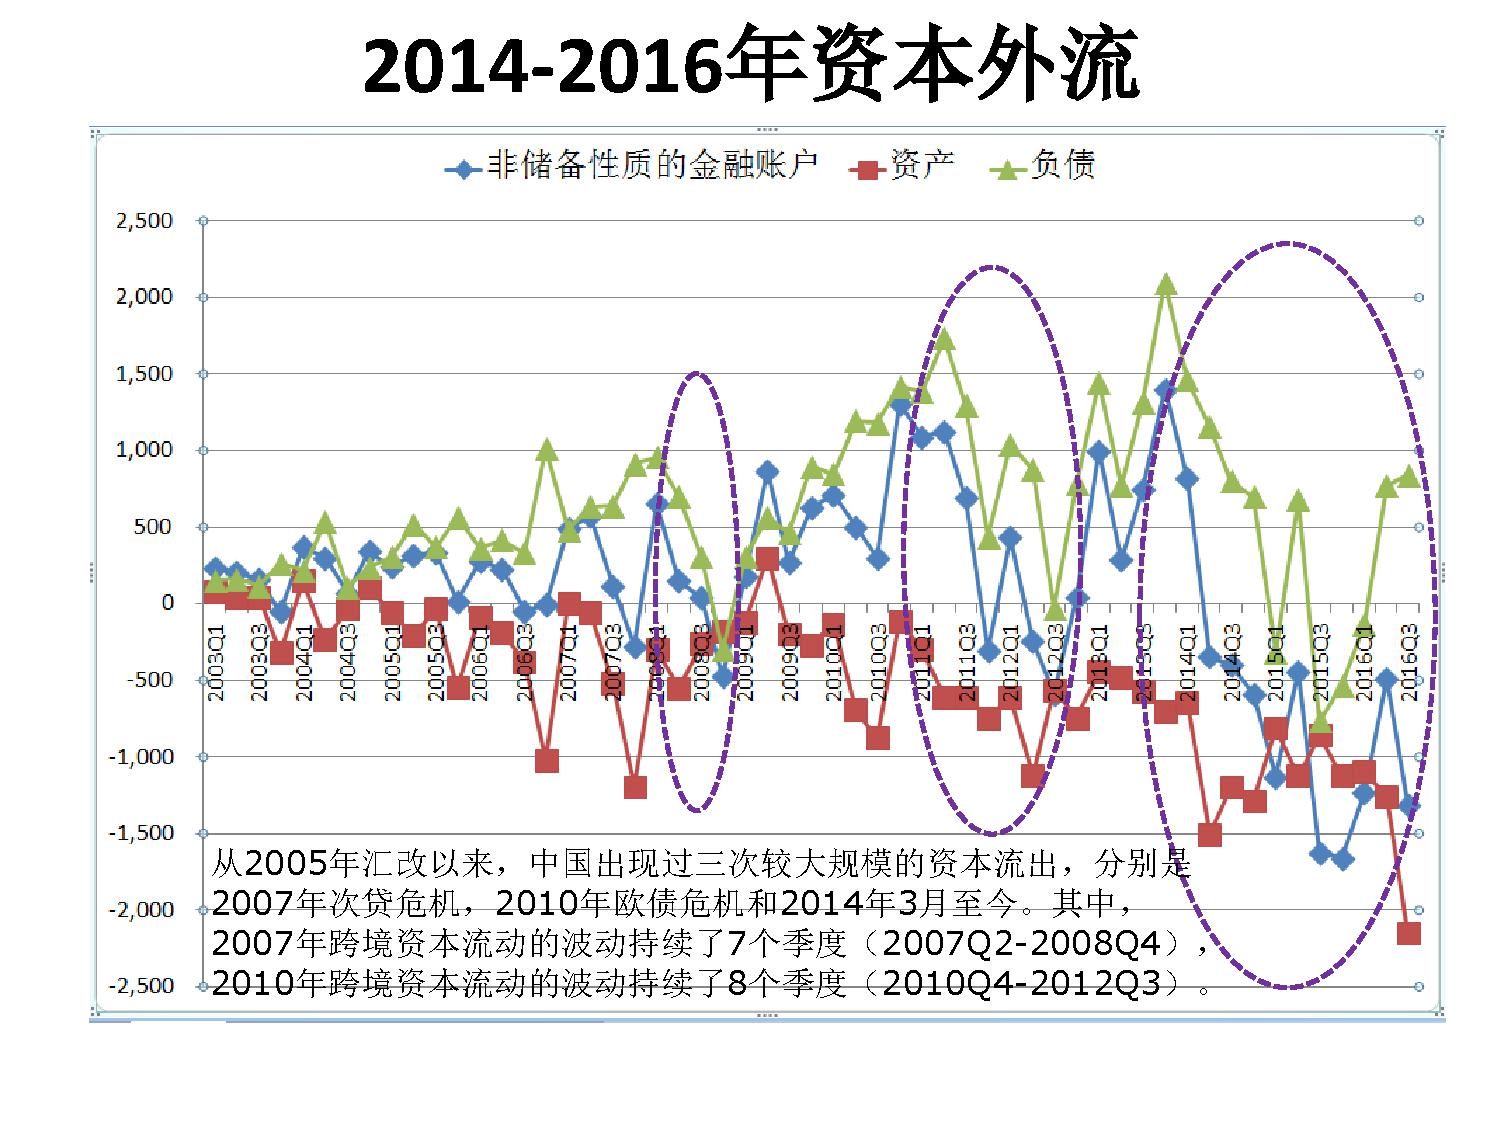 2014-2016年资本外流
非储备性质的金融账户 资产 负债
2,500
2,000
1,500
1,000
500
0
-500
-1,000
-1,500
-2,000
-2,500
2003Q1 2003Q3 2004Q1 2004Q3 2005Q1 2005Q3 2006Q1 2006Q3 2007Q1 2007Q3 2008Q1 2008Q3 2009Q1 2009Q3 2010Q1 2010Q3 2011Q1 2011Q3 2012Q1 2012Q3 2013Q1 2013Q3 2014Q1 2014Q3 2015Q1 2015Q3 2016Q1 2016Q3
从2005年汇改以来，中国出现过三次较大规模的资本流出，分别是
2007年次贷危机，2010年欧债危机和2014年3月至今。其中，
2007年跨境资本流动的波动持续了7个季度（2007Q2-2008Q4），
2010年跨境资本流动的波动持续了8个季度（2010Q4-2012Q3）。